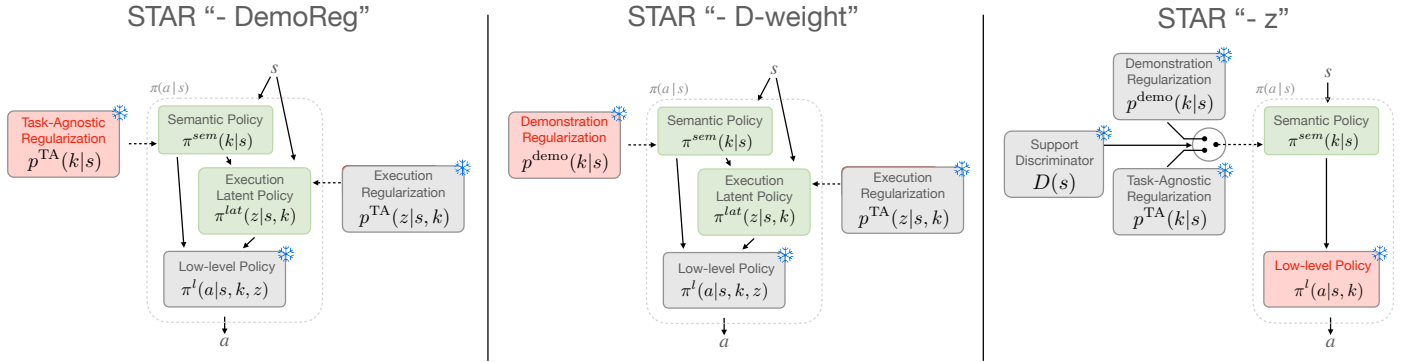 STAR “- DemoReg”
s
π(a|s)
Task-Agnostic
Regularization
p^TA(k|s)
Semantic Policy
π^sem(k|s)
Execution
Latent Policy
π^lat(z|s, k)
Execution
Regularization
p^TA(z|s, k)
Low-level Policy
π^l(a|s, k, z)
a
STAR “- D-weight”
s
π(a|s)
Demonstration
Regularization
p^demo(k|s)
Semantic Policy
π^sem(k|s)
Execution
Latent Policy
π^lat(z|s, k)
Execution
Regularization
p^TA(z|s, k)
Low-level Policy
π^l(a|s, k, z)
a
STAR “- z”
Demonstration
Regularization
p^demo(k|s)
Support
Discriminator
D(s)
Task-Agnostic
Regularization
p^TA(k|s)
s
π(a|s)
Semantic Policy
π^sem(k|s)
Low-level Policy
π^l(a|s, k)
a